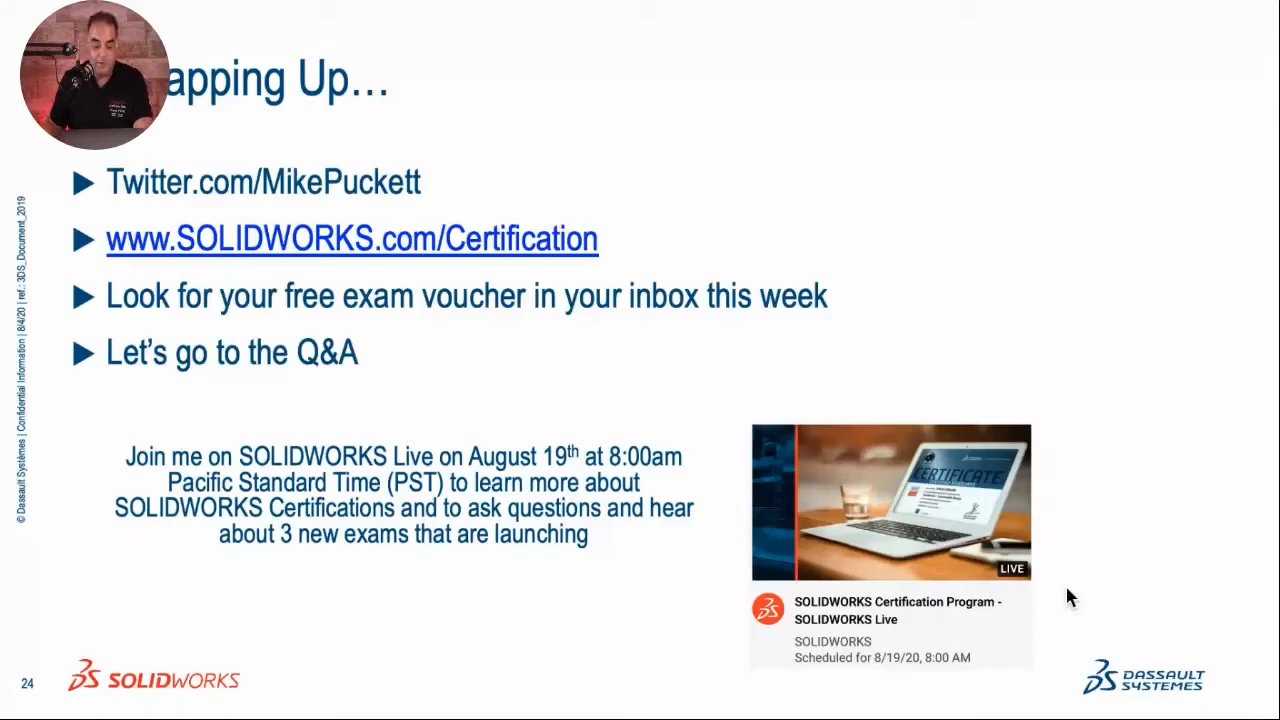 apping Up...
Twitter.com/MikePuckett
www.SOLIDWORKS.com/Certification
Look for your free exam voucher in your inbox this week
Let's go to the Q&A
Join me on SOLIDWORKS Live on August 19th at 8:00am
Pacific Standard Time (PST) to learn more about
SOLIDWORKS Certifications and to ask questions and hear
about 3 new exams that are launching
CERTIFICATE
LIVE
SOLIDWORKS Certification Program -
SOLIDWORKS Live
SOLIDWORKS
Scheduled for 8/19/20, 8:00 AM
© Dassault Systèmes | Confidential Information | 8/4/20 | ref.: 3DS_Document_2019
24
SOLIDWORKS
DASSAULT
SYSTEMES